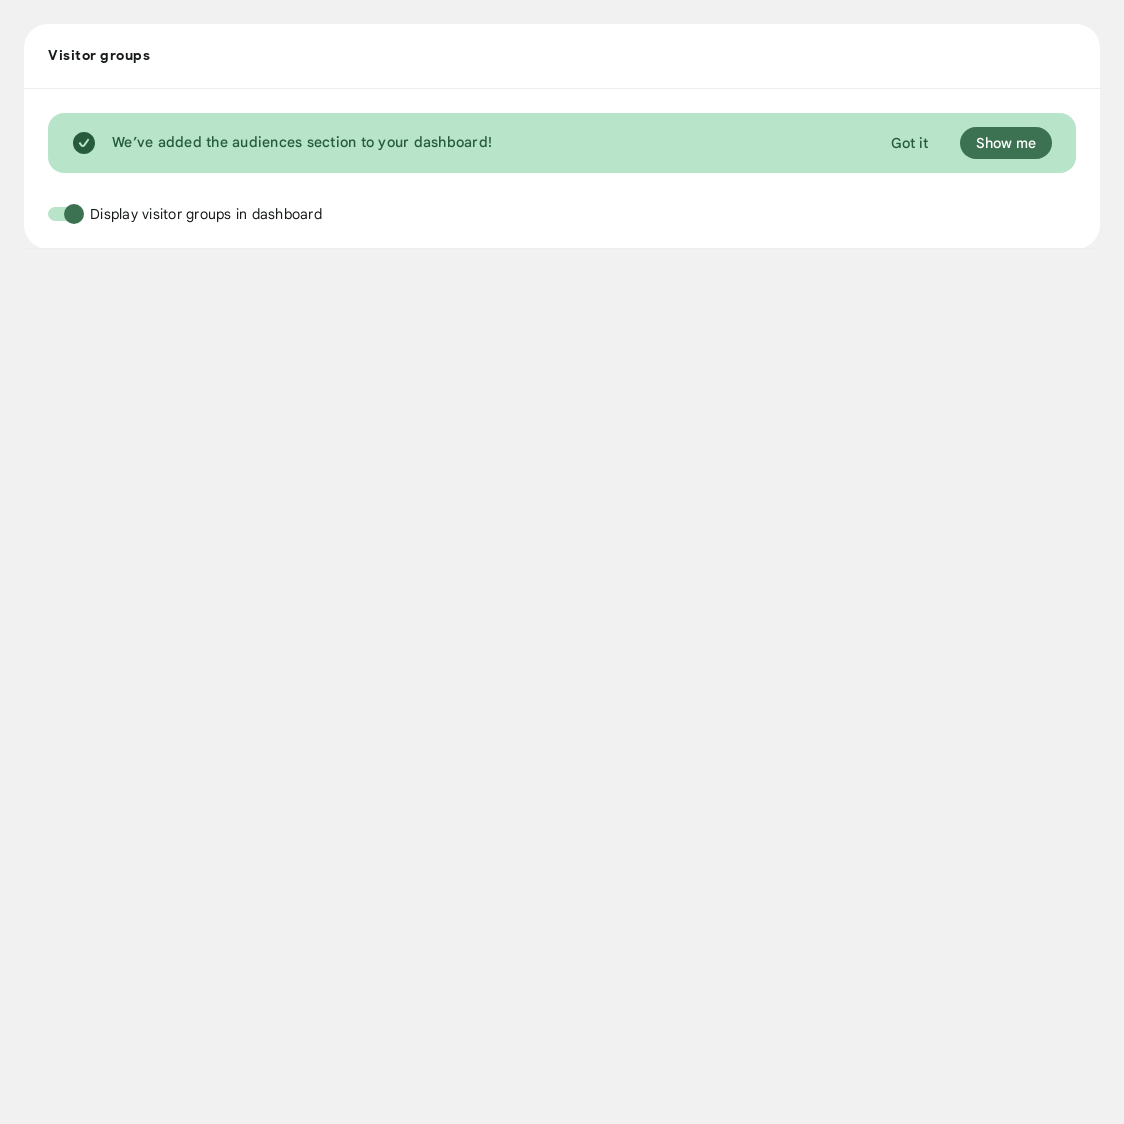 Visitor groups
We’ve added the audiences section to your dashboard!
Got it
Show me
Display visitor groups in dashboard